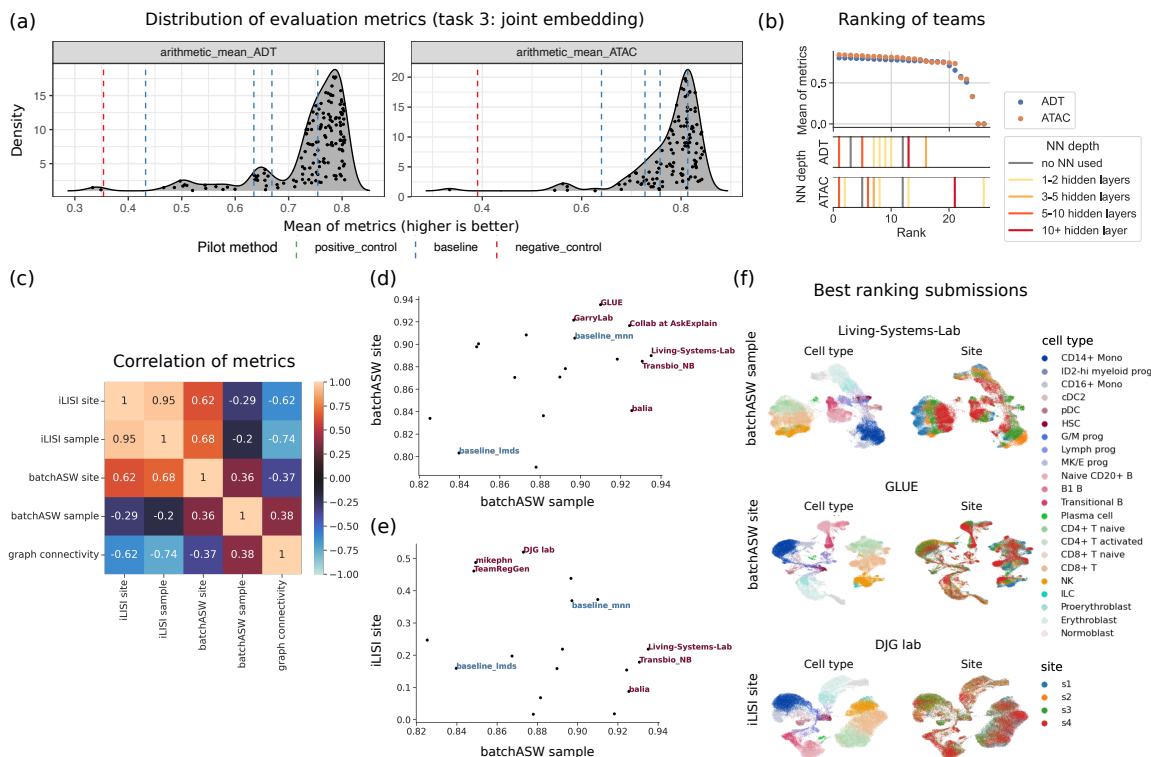 (a)
Distribution of evaluation metrics (task 3: joint embedding)
arithmetic_mean_ADT
arithmetic_mean_ATAC
Density
15
10
5
20
15
10
5
0.3 0.4 0.5 0.6 0.7 0.8
0.4 0.6 0.8
Mean of metrics (higher is better)
Pilot method
positive_control
baseline
negative_control
(b)
Ranking of teams
Mean of metrics
0.5
0.0
ADT
ATAC
NN depth
ADT
NN depth
ATAC
0 10 20
Rank
NN depth
no NN used
1-2 hidden layers
3-5 hidden layers
5-10 hidden layers
10+ hidden layer
(c)
Correlation of metrics
iLISI site
iLISI sample
batchASW site
batchASW sample
graph connectivity
1 0.95 0.62 -0.29 -0.62
0.95 1 0.68 -0.2 -0.74
0.62 0.68 1 0.36 -0.37
-0.29 -0.2 0.36 1 0.38
-0.62 -0.74 -0.37 0.38 1
iLISI site
iLISI sample
batchASW site
batchASW sample
graph connectivity
1.00
0.75
0.50
0.25
0.00
−0.25
−0.50
−0.75
−1.00
(d)
batchASW site
0.94
0.92
0.90
0.88
0.86
0.84
0.82
0.80
GLUE
GarryLab
Collab at AskExplain
baseline_mnn
Living-Systems-Lab
Transbio_NB
balia
baseline_lmds
0.82 0.84 0.86 0.88 0.90 0.92 0.94
batchASW sample
(e)
iLISI site
0.5
0.4
0.3
0.2
0.1
0.0
DJG lab
mikephn
TeamRegGen
baseline_mnn
Living-Systems-Lab
Transbio_NB
baseline_lmds
balia
0.82 0.84 0.86 0.88 0.90 0.92 0.94
batchASW sample
(f)
Best ranking submissions
batchASW sample
Living-Systems-Lab
Cell type
Site
batchASW site
GLUE
Cell type
Site
iLISI site
DJG lab
Cell type
Site
cell type
CD14+ Mono
ID2-hi myeloid prog
CD16+ Mono
cDC2
pDC
HSC
G/M prog
Lymph prog
MK/E prog
Naive CD20+ B
B1 B
Transitional B
Plasma cell
CD4+ T naive
CD4+ T activated
CD8+ T naive
CD8+ T
NK
ILC
Proerythroblast
Erythroblast
Normoblast
site
s1
s2
s3
s4